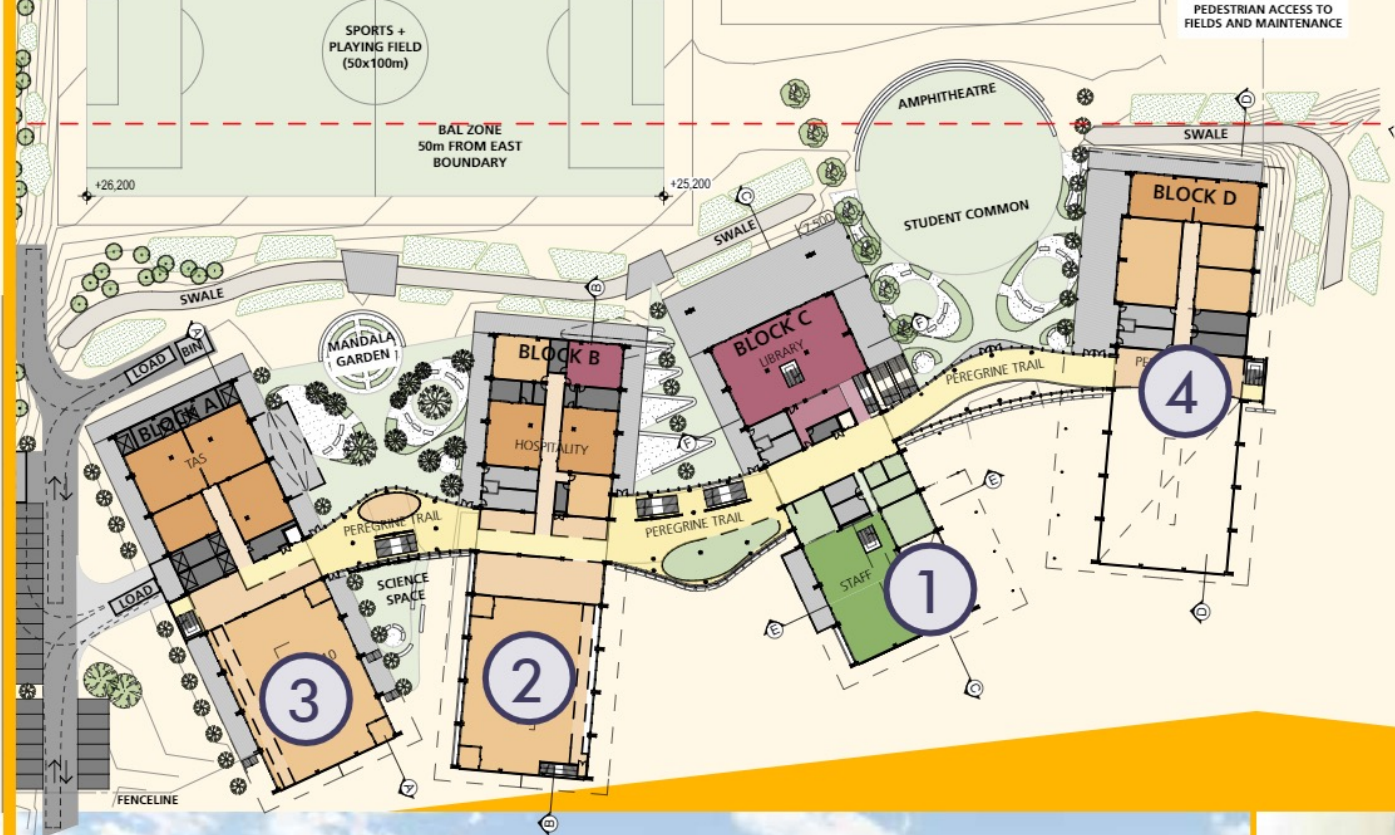 PEDESTRIAN ACCESS TO
FIELDS AND MAINTENANCE
SPORTS +
PLAYING FIELD
(50x100m)
AMPHITHEATRE
BAL ZONE
50m FROM EAST
BOUNDARY
SWALE
D
+26,200
+25,200
BLOCK D
C
STUDENT COMMON
SWALE
SWALE
B
A
LOAD
BIN
MANDALA
GARDEN
BLOCK B
BLOCK C
LIBRARY
F
PEREGRINE TRAIL
4
BLOCK A
TAS
HOSPITALITY
F
PEREGRINE TRAIL
PEREGRINE TRAIL
E
SCIENCE
SPACE
STAFF
1
LOAD
E
D
3
2
C
A
FENCELINE
B